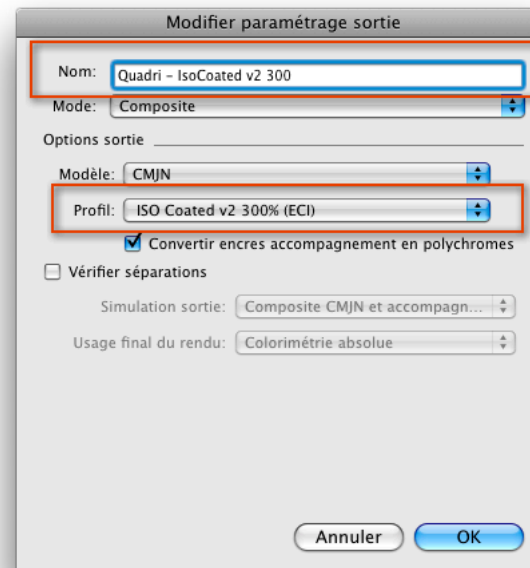 Modifier paramétrage sortie
Nom: Quadri - IsoCoated v2 300
Mode: Composite
Options sortie
Modèle: CMJN
Profil: ISO Coated v2 300% (ECI)
Convertir encres accompagnement en polychromes
Vérifier séparations
Simulation sortie: Composite CMJN et accompagn...
Usage final du rendu: Colorimétrie absolue
Annuler OK